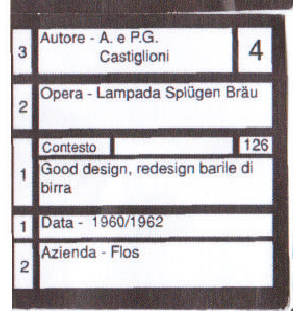 3 Autore - A. e P.G. 4
Castiglioni
2 Opera - Lampada Splügen Bräu
Contesto 126
1 Good design, redesign barile di
birra
1 Data - 1960/1962
2 Azienda - Flos